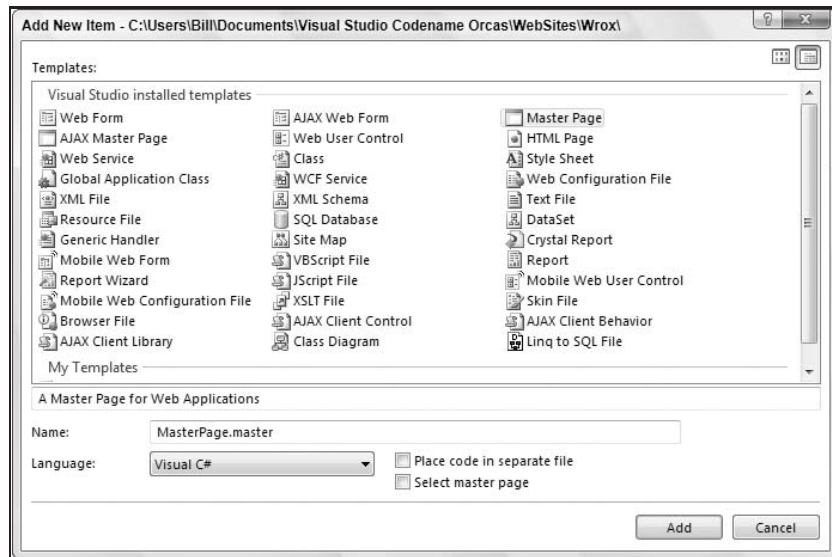 Add New Item - C:\Users\Bill\Documents\Visual Studio Codename Orcas\WebSites\Wrox\
Templates:
Visual Studio installed templates
Web Form AJAX Web Form Master Page
AJAX Master Page Web User Control HTML Page
Web Service Class Style Sheet
Global Application Class WCF Service Web Configuration File
XML File XML Schema Text File
Resource File SQL Database DataSet
Generic Handler Site Map Crystal Report
Mobile Web Form VBScript File Report
Report Wizard JScript File Mobile Web User Control
Mobile Web Configuration File XSLT File Skin File
Browser File AJAX Client Control AJAX Client Behavior
AJAX Client Library Class Diagram Linq to SQL File
My Templates
A Master Page for Web Applications
Name: MasterPage.master
Language: Visual C# Place code in separate file
Select master page
Add Cancel